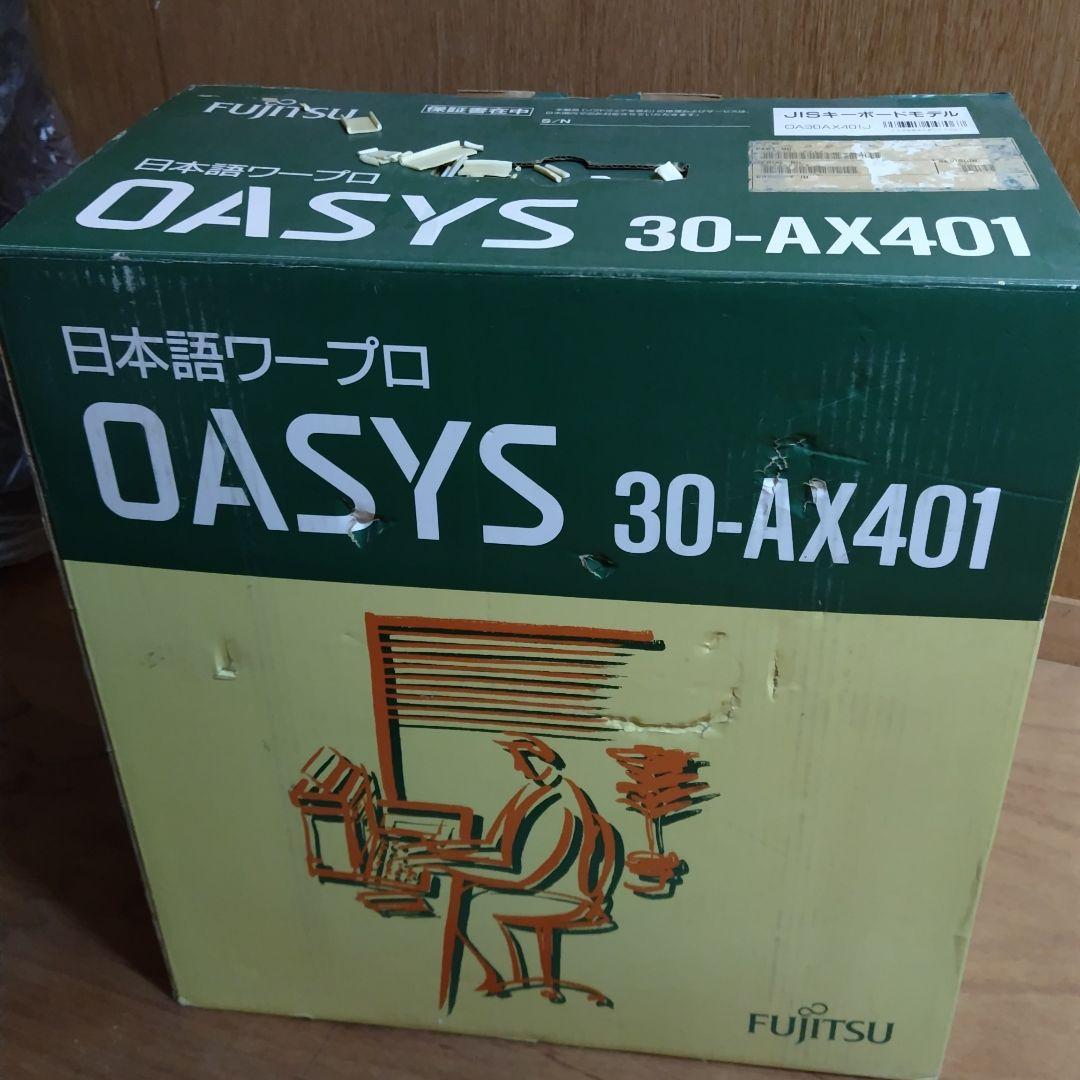 FUJITSU
保証書在中
S/N
JISキーボードモデル
OA30AX401J
日本語ワープロ
OASYS 30-AX401
日本語ワープロ
OASYS 30-AX401
FUJITSU